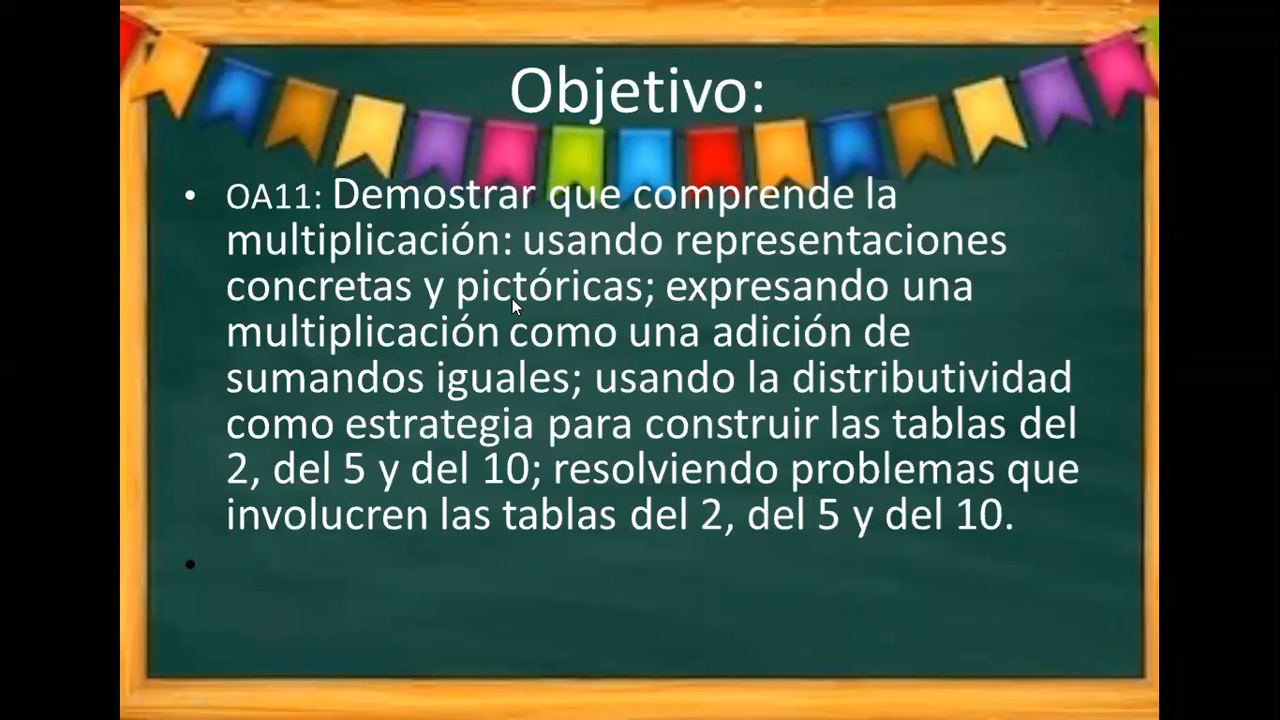 Objetivo:
• OA11: Demostrar que comprende la
multiplicación: usando representaciones
concretas y pictóricas; expresando una
multiplicación como una adición de
sumandos iguales; usando la distributividad
como estrategia para construir las tablas del
2, del 5 y del 10; resolviendo problemas que
involucren las tablas del 2, del 5 y del 10.
•